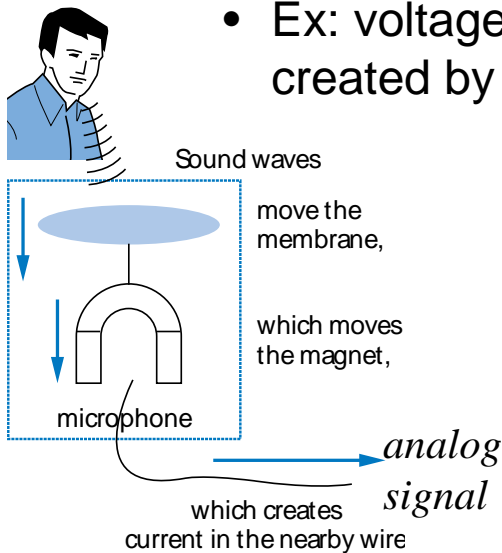 • Ex: voltage
created by
Sound waves
move the
membrane,
which moves
the magnet,
microphone
analog
signal
which creates
current in the nearby wire